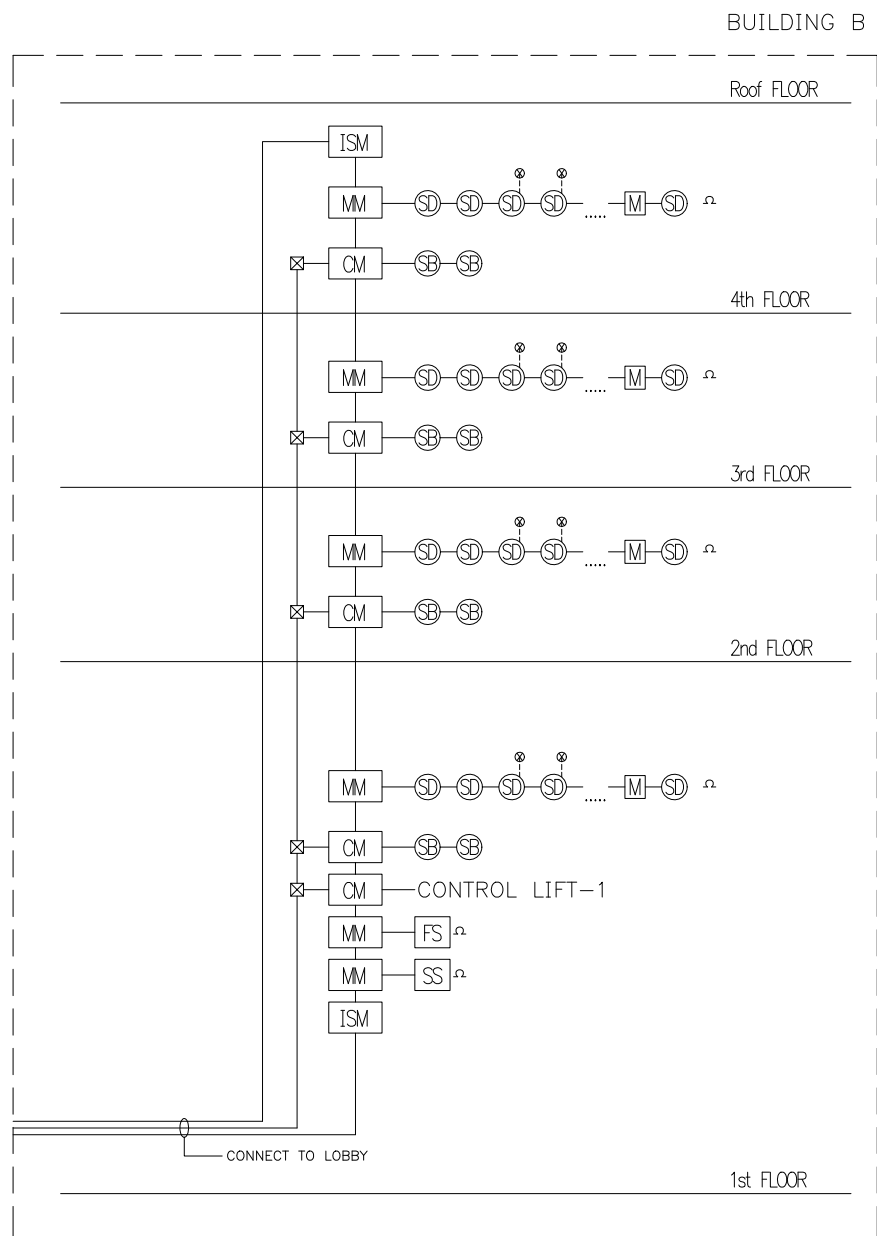 BUILDING B
Roof FLOOR
ISM
MM SD SD SD SD ..... M SD Ω
CM SB SB
4th FLOOR
MM SD SD SD SD ..... M SD Ω
CM SB SB
3rd FLOOR
MM SD SD SD SD ..... M SD Ω
CM SB SB
2nd FLOOR
MM SD SD SD SD ..... M SD Ω
CM SB SB
CM CONTROL LIFT-1
MM FS Ω
MM SS Ω
ISM
CONNECT TO LOBBY
1st FLOOR